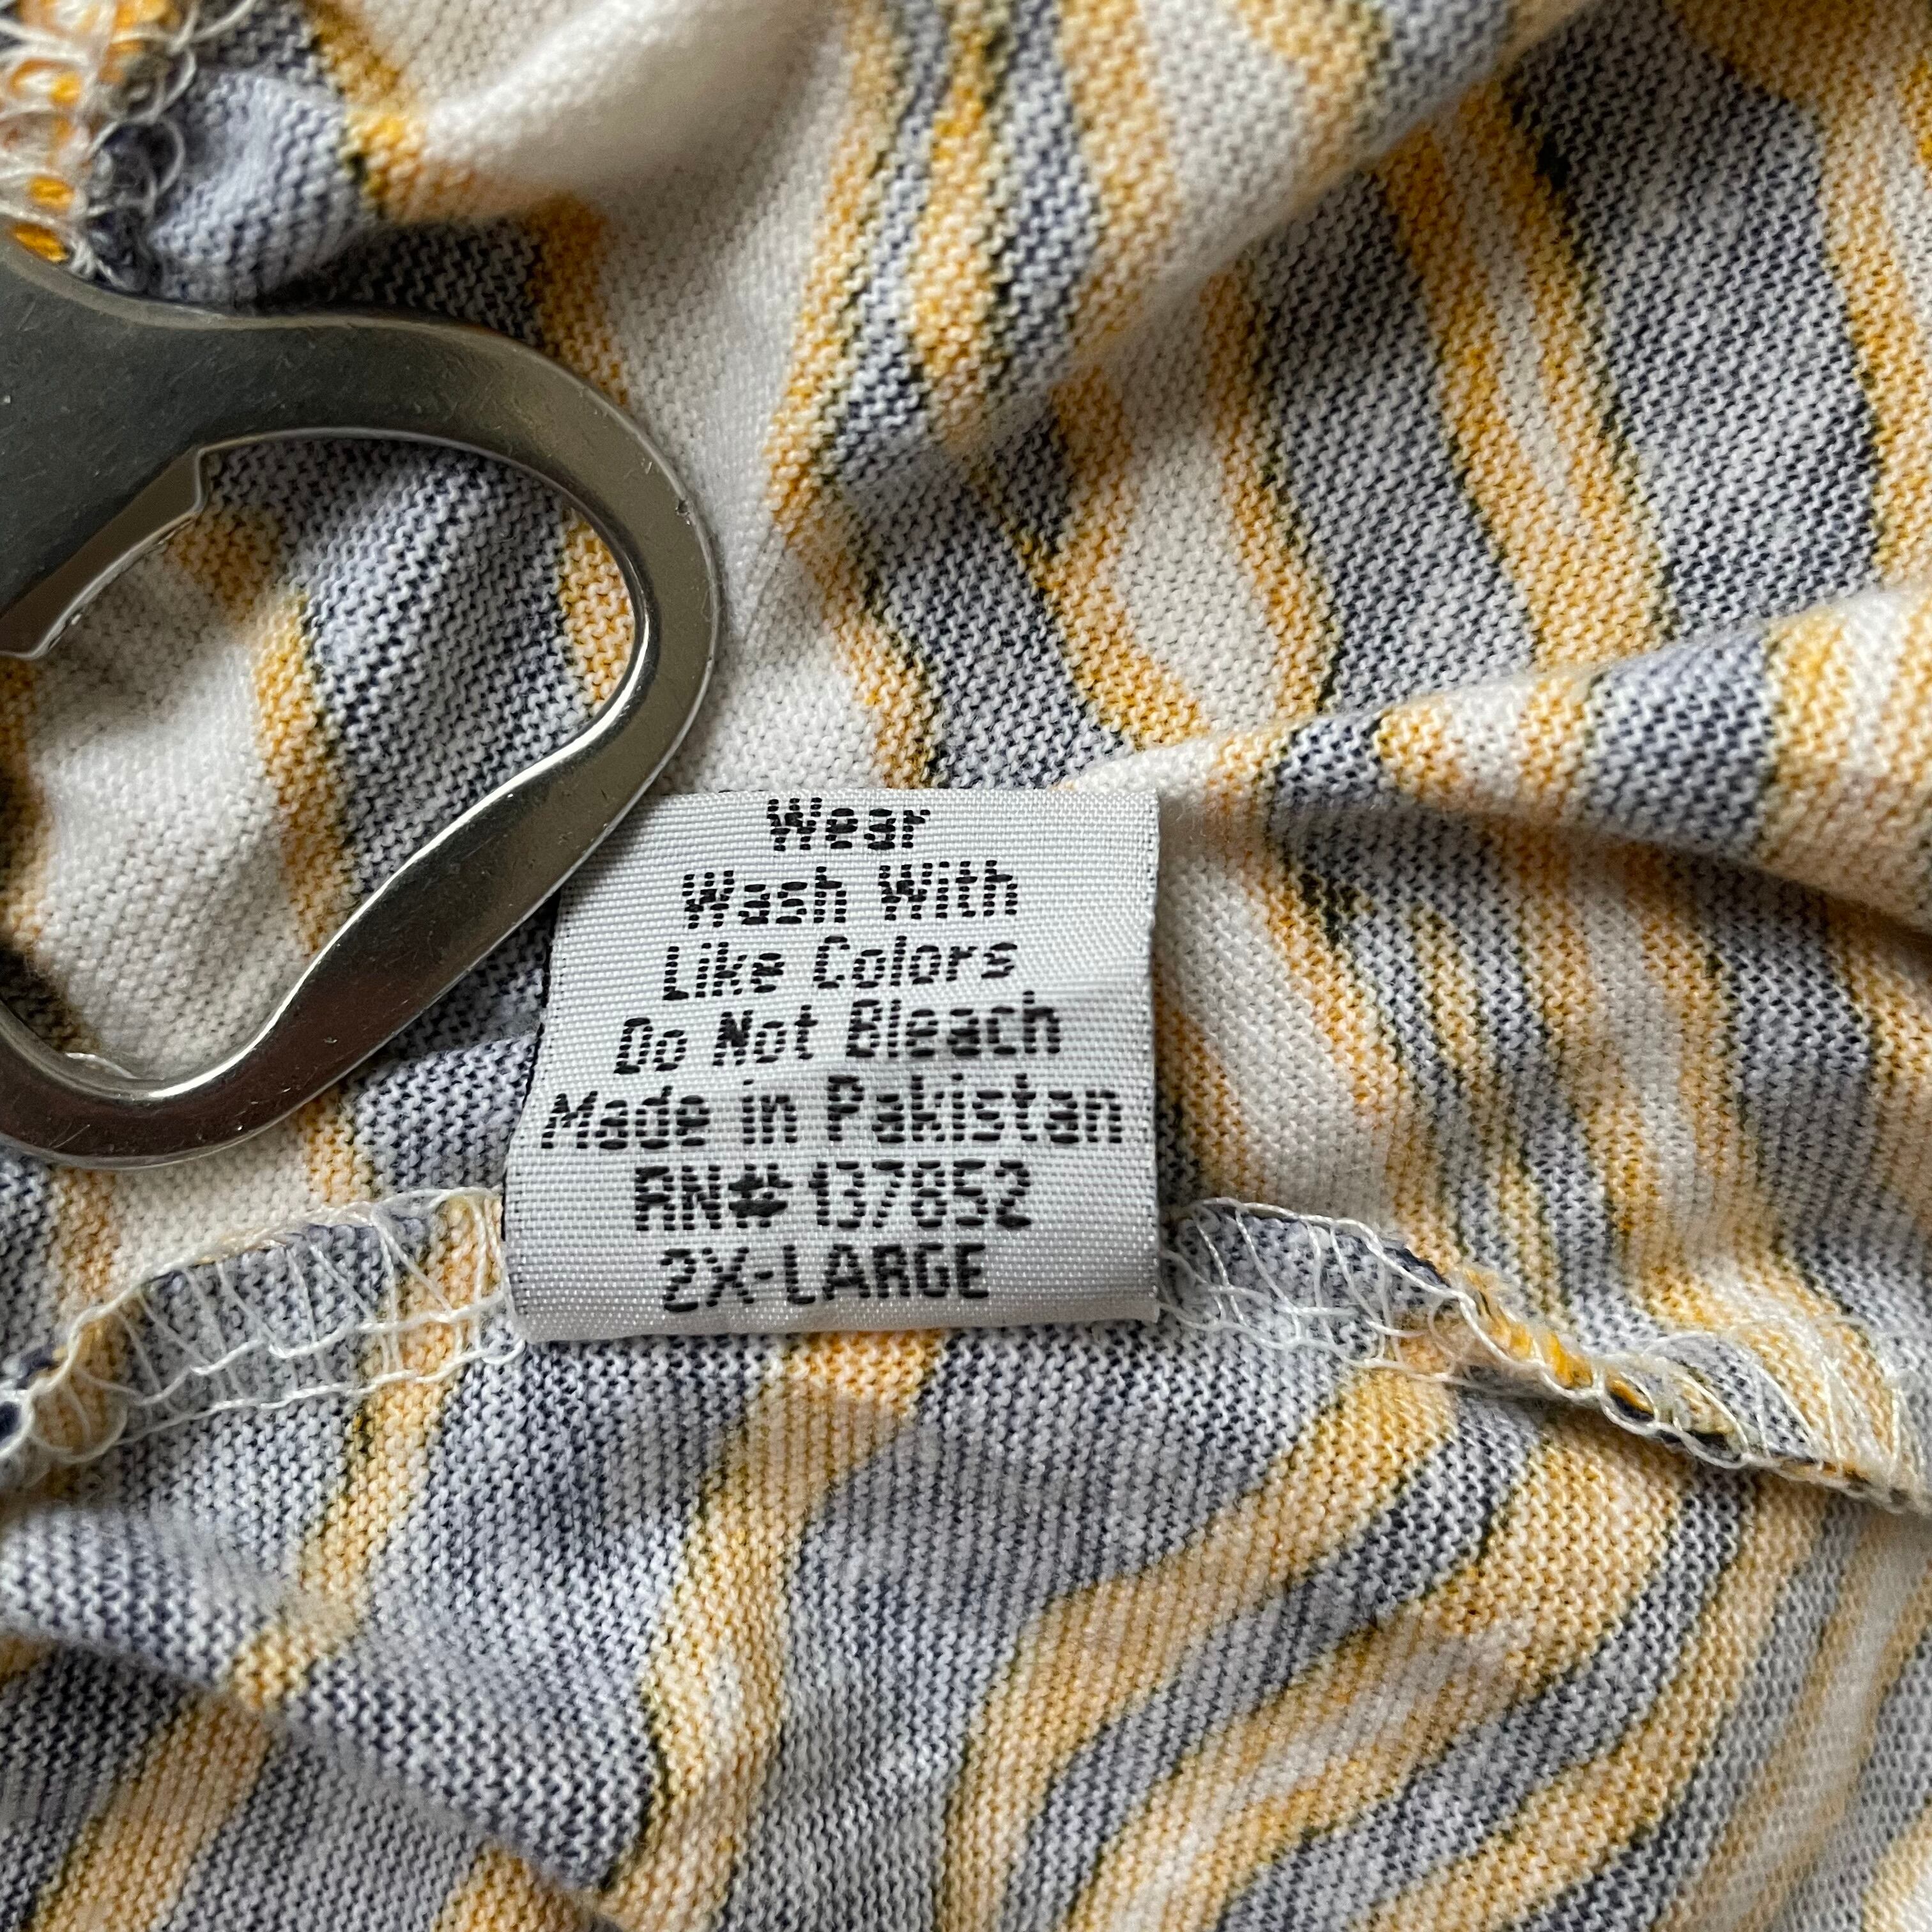 Wear
Wash With
Like Colors
Do Not Bleach
Made in Pakistan
RN# 137852
2X-LARGE